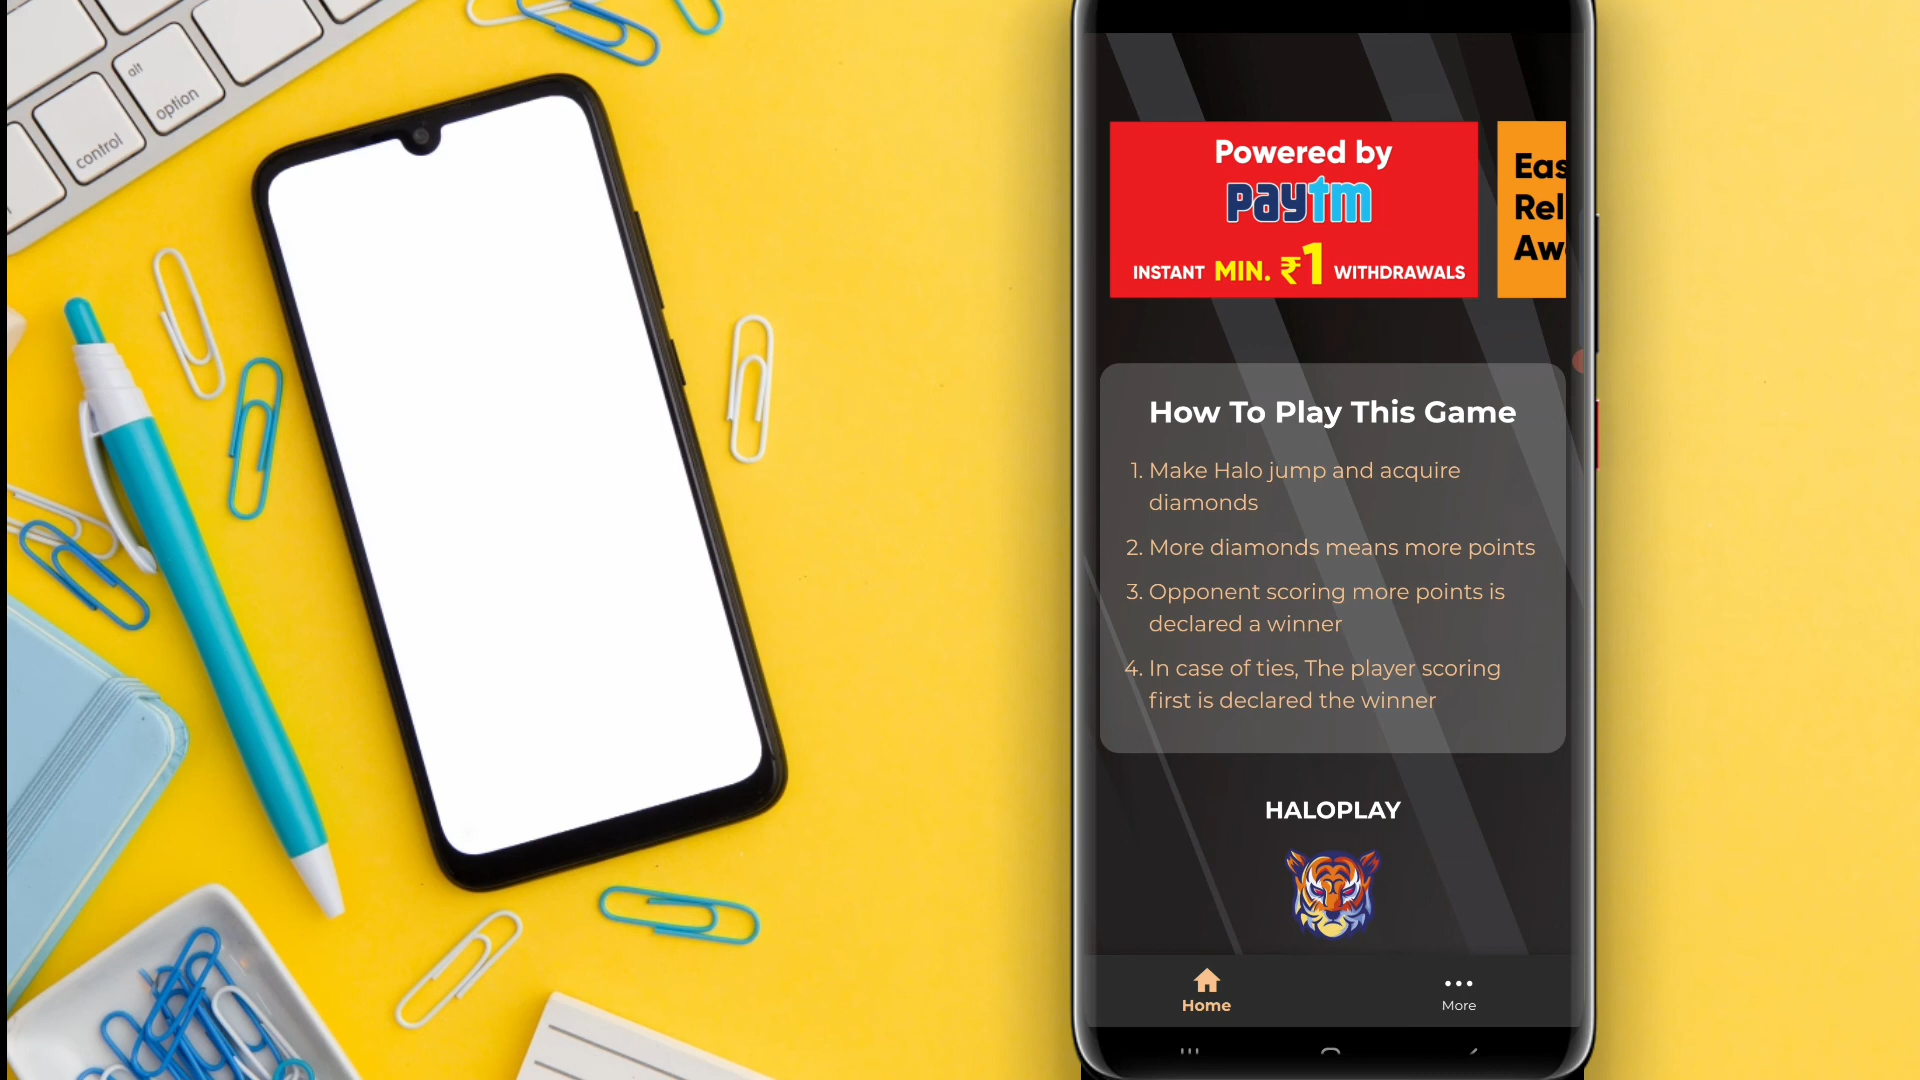 alt
option
control
Powered by
paytm
INSTANT MIN. ₹1 WITHDRAWALS
Eas
Rel
Aw
How To Play This Game
1. Make Halo jump and acquire
diamonds
2. More diamonds means more points
3. Opponent scoring more points is
declared a winner
4. In case of ties, The player scoring
first is declared the winner
HALOPLAY
Home
More